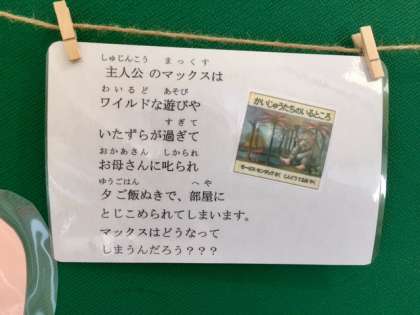 しゅじんこう まっくす
主人公 のマックスは
わいるど あそび
ワイルドな遊びや
すぎて
いたずらが過ぎて
おかあさん しかられ
お母さんに叱られ
ゆうごはん へや
夕ご飯ぬきで、部屋に
とじこめられてしまいます。
マックスはどうなって
しまうんだろう？？？
かいじゅうたちのいるところ